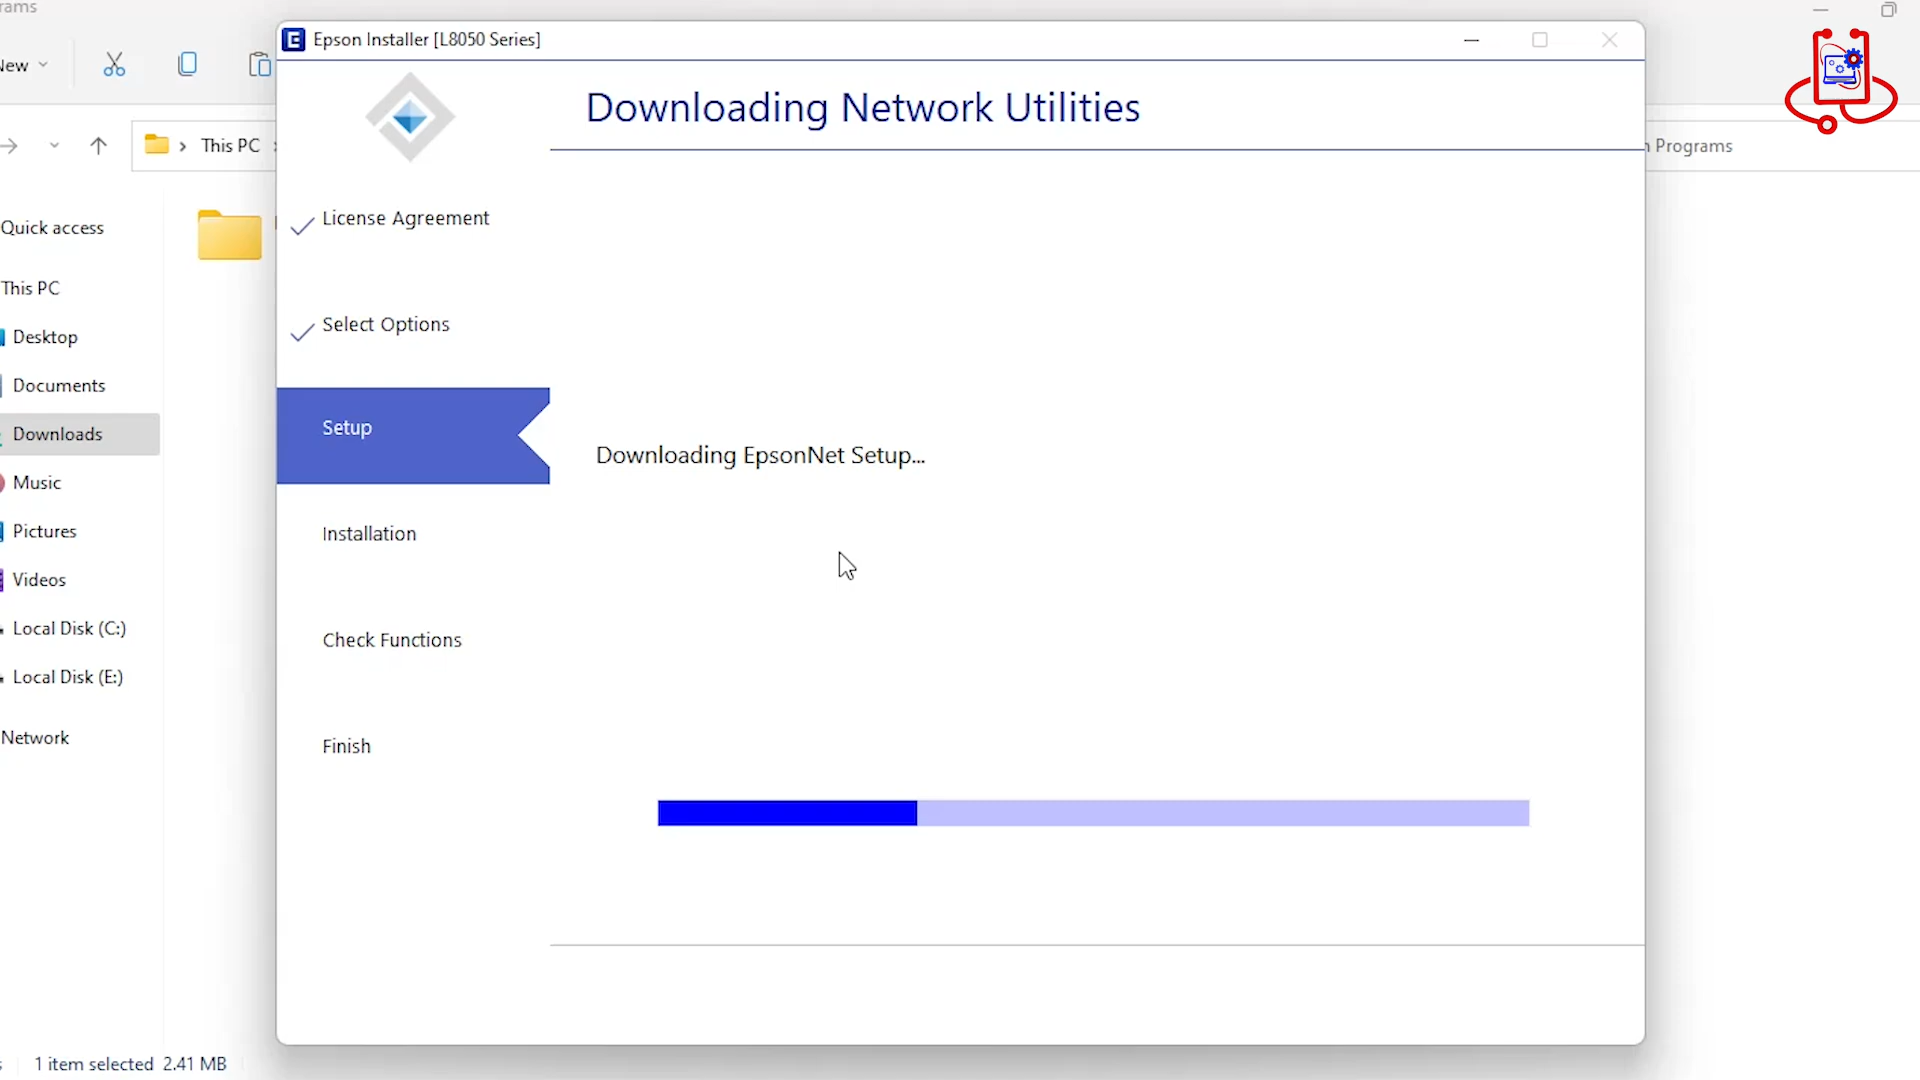 Epson Installer [L8050 Series]
This PC
Programs
Quick access
This PC
Desktop
Documents
Downloads
Music
Pictures
Videos
Local Disk (C:)
Local Disk (E:)
Network
1 item selected 2.41 MB
Downloading Network Utilities
License Agreement
Select Options
Setup
Installation
Check Functions
Finish
Downloading EpsonNet Setup...